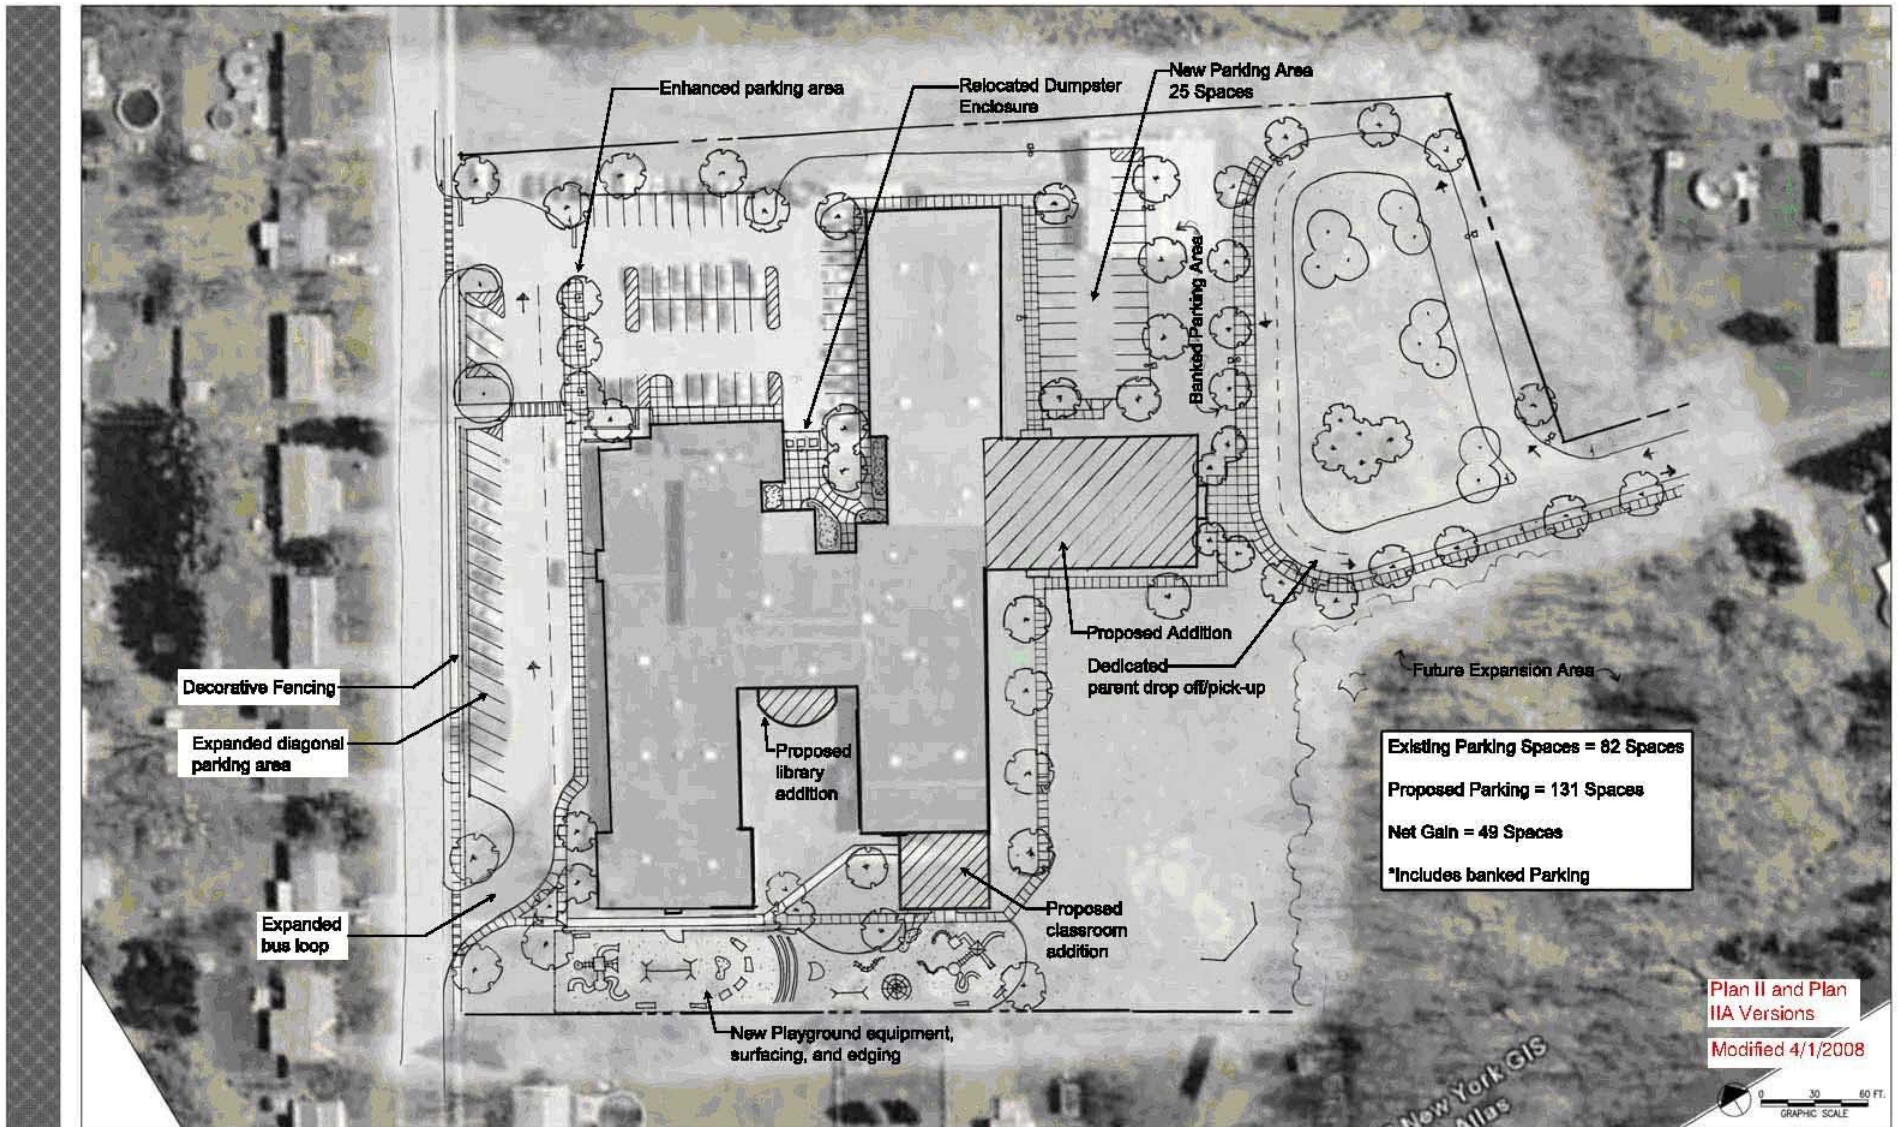 Enhanced parking area
Relocated Dumpster
Enclosure
New Parking Area
25 Spaces
Banked Parking Area
Proposed Addition
Dedicated
parent drop off/pick-up
Future Expansion Area
Decorative Fencing
Expanded diagonal
parking area
Proposed
library
addition
Existing Parking Spaces = 82 Spaces
Proposed Parking = 131 Spaces
Net Gain = 49 Spaces
*Includes banked Parking
Expanded
bus loop
Proposed
classroom
addition
New Playground equipment,
surfacing, and edging
Plan II and Plan
IIA Versions
Modified 4/1/2008
New York GIS
Atlas
0 30 60 FT.
GRAPHIC SCALE